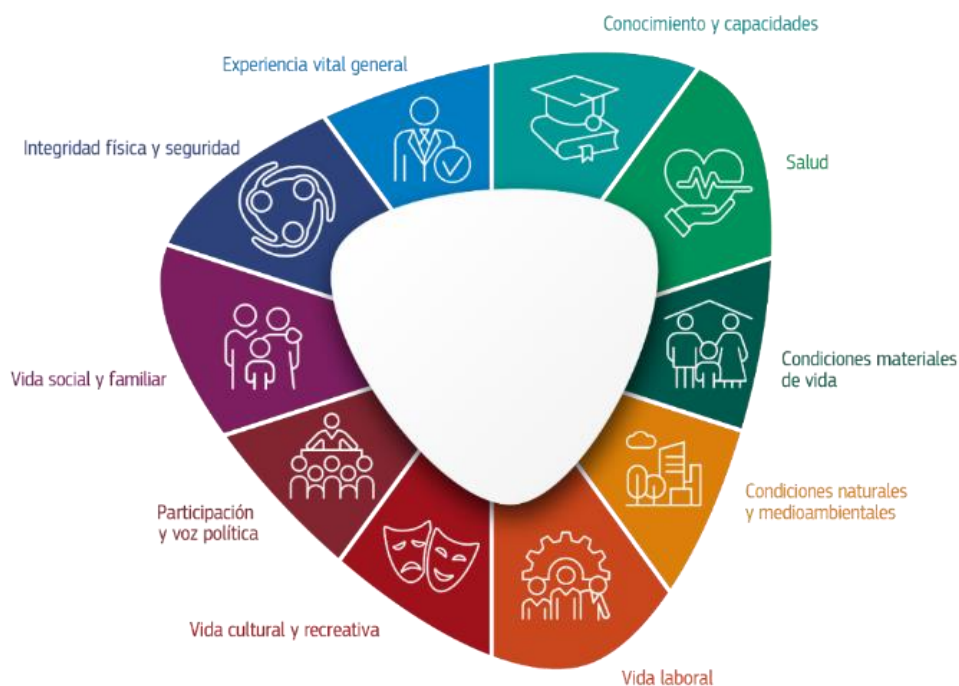 Conocimiento y capacidades
Experiencia vital general
Integridad física y seguridad
Salud
Condiciones materiales
de vida
Vida social y familiar
Condiciones naturales
y medioambientales
Participación
y voz política
Vida cultural y recreativa
Vida laboral